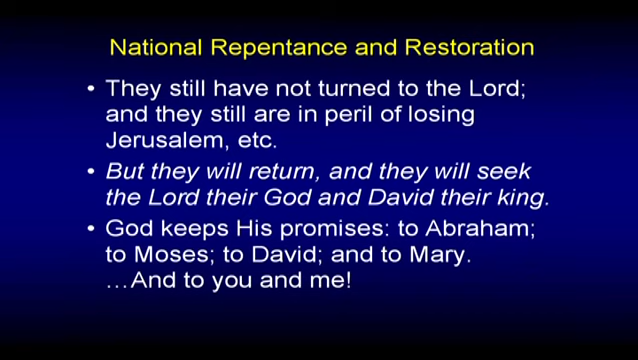 National Repentance and Restoration
• They still have not turned to the Lord;
and they still are in peril of losing
Jerusalem, etc.
• But they will return, and they will seek
the Lord their God and David their king.
• God keeps His promises: to Abraham;
to Moses; to David; and to Mary.
…And to you and me!